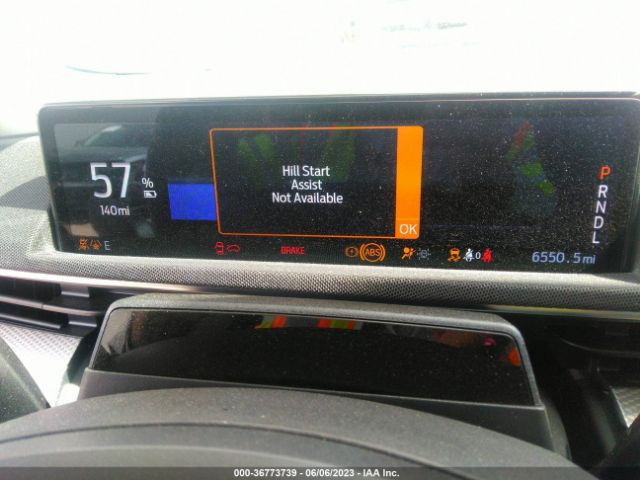 57 %
140mi
Hill Start
Assist
Not Available
OK
P
R
N
D
L
E
BRAKE
ABS
0
6550.5 mi
000-36773739 - 06/06/2023 - IAA Inc.